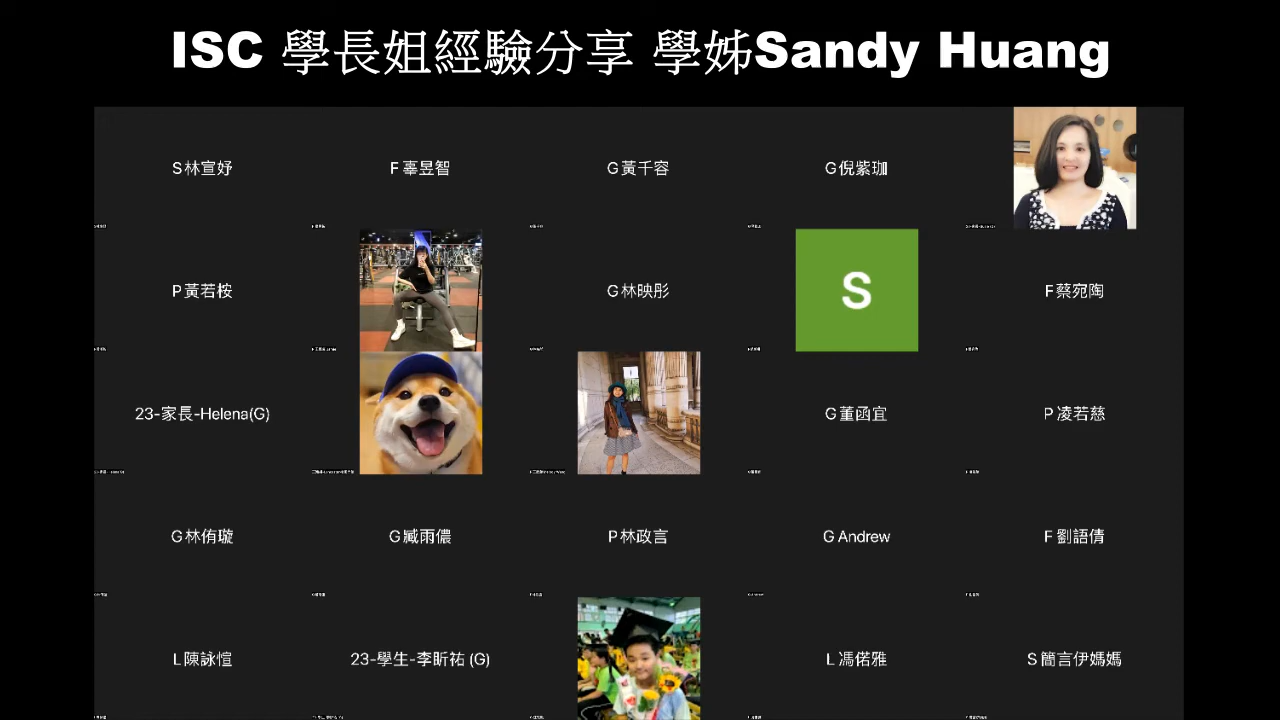 ISC 學長姐經驗分享 學姊Sandy Huang
S林宣妤
F辜昱智
G黃千容
G倪紫珈
P黃若桉
G林映彤
S
F蔡宛陶
23-家長-Helena(G)
G董函宜
P凌若慈
G林侑璇
G臧雨儂
P林政言
G Andrew
F劉語倩
L陳詠愷
23-學生-李昕祐 (G)
L馮偌雅
S簡言伊媽媽